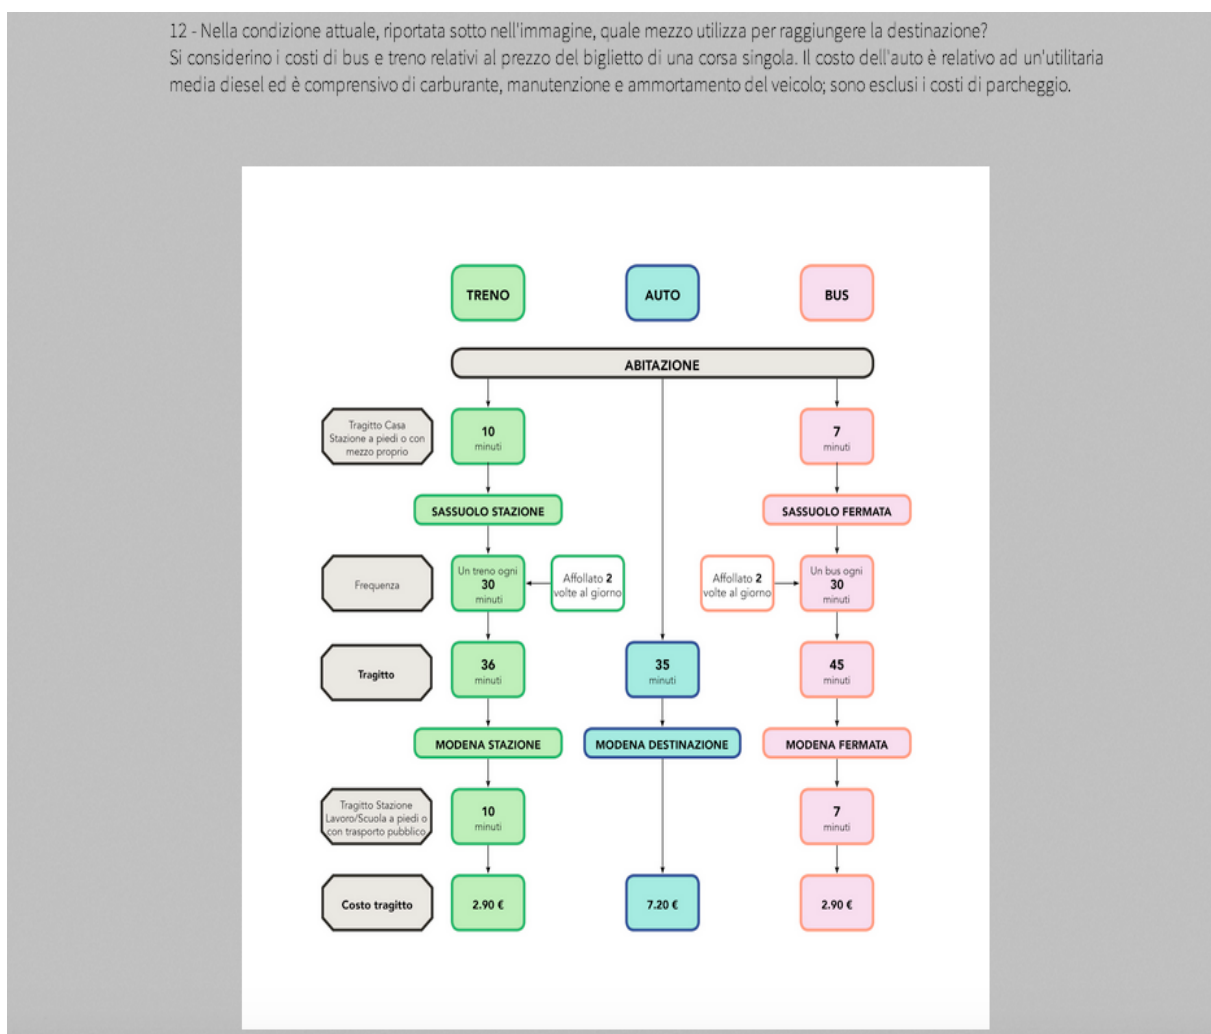 12 - Nella condizione attuale, riportata sotto nell'immagine, quale mezzo utilizza per raggiungere la destinazione?
Si considerino i costi di bus e treno relativi al prezzo del biglietto di una corsa singola. Il costo dell'auto è relativo ad un'utilitaria
media diesel ed è comprensivo di carburante, manutenzione e ammortamento del veicolo; sono esclusi i costi di parcheggio.
TRENO
AUTO
BUS
ABITAZIONE
Tragitto Casa
Stazione a piedi o con
mezzo proprio
10
minuti
7
minuti
SASSUOLO STAZIONE
SASSUOLO FERMATA
Frequenza
Un treno ogni
30
minuti
Affollato 2
volte al giorno
Affollato 2
volte al giorno
Un bus ogni
30
minuti
Tragitto
36
minuti
35
minuti
45
minuti
MODENA STAZIONE
MODENA DESTINAZIONE
MODENA FERMATA
Tragitto Stazione
Lavoro/Scuola a piedi o
con trasporto pubblico
10
minuti
7
minuti
Costo tragitto
2.90 €
7.20 €
2.90 €